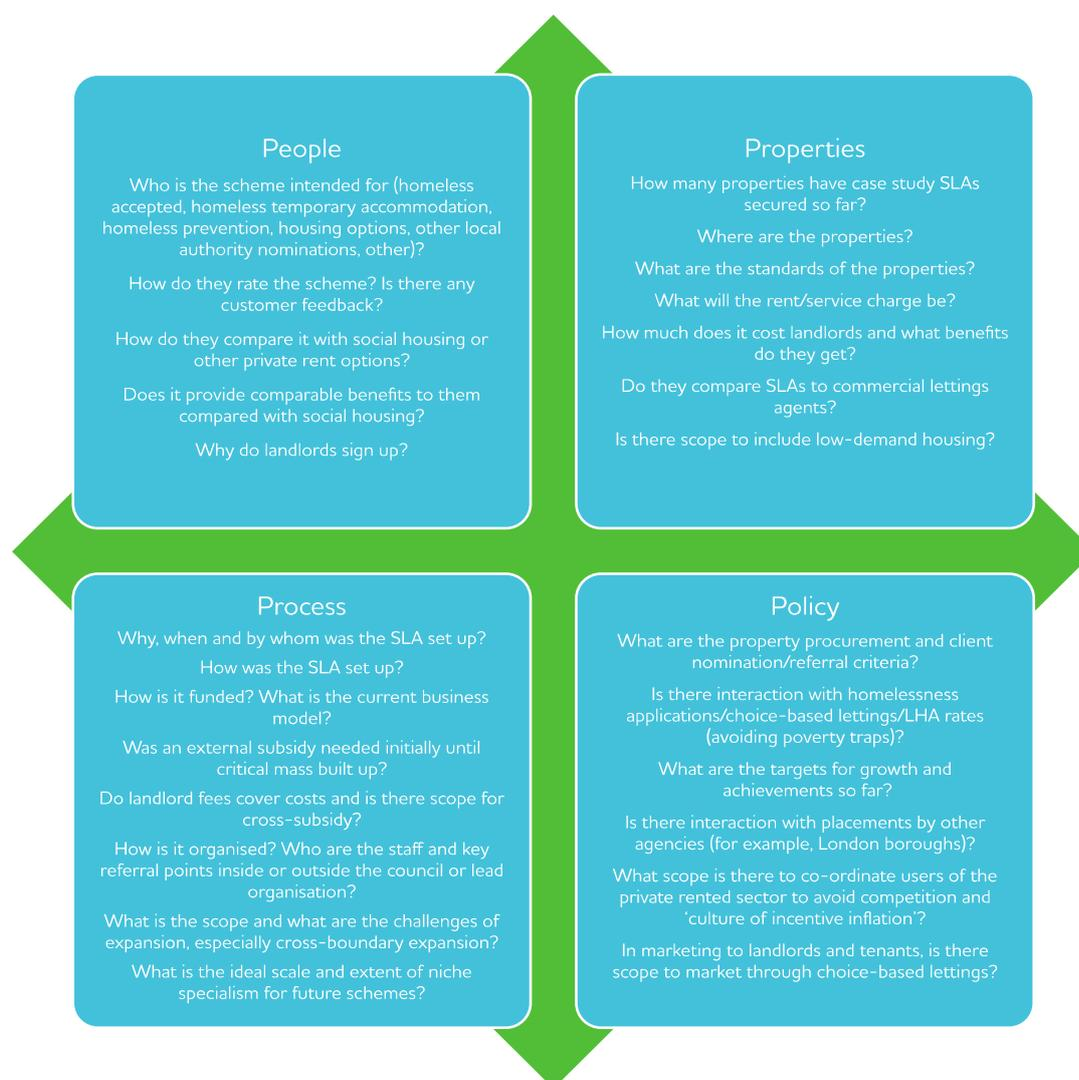 People
Who is the scheme intended for (homeless
accepted, homeless temporary accommodation,
homeless prevention, housing options, other local
authority nominations, other)?
How do they rate the scheme? Is there any
customer feedback?
How do they compare it with social housing or
other private rent options?
Does it provide comparable benefits to them
compared with social housing?
Why do landlords sign up?
Properties
How many properties have case study SLAs
secured so far?
Where are the properties?
What are the standards of the properties?
What will the rent/service charge be?
How much does it cost landlords and what benefits
do they get?
Do they compare SLAs to commercial lettings
agents?
Is there scope to include low-demand housing?
Process
Why, when and by whom was the SLA set up?
How was the SLA set up?
How is it funded? What is the current business
model?
Was an external subsidy needed initially until
critical mass built up?
Do landlord fees cover costs and is there scope for
cross-subsidy?
How is it organised? Who are the staff and key
referral points inside or outside the council or lead
organisation?
What is the scope and what are the challenges of
expansion, especially cross-boundary expansion?
What is the ideal scale and extent of niche
specialism for future schemes?
Policy
What are the property procurement and client
nomination/referral criteria?
Is there interaction with homelessness
applications/choice-based lettings/LHA rates
(avoiding poverty traps)?
What are the targets for growth and
achievements so far?
Is there interaction with placements by other
agencies (for example, London boroughs)?
What scope is there to co-ordinate users of the
private rented sector to avoid competition and
‘culture of incentive inflation’?
In marketing to landlords and tenants, is there
scope to market through choice-based lettings?